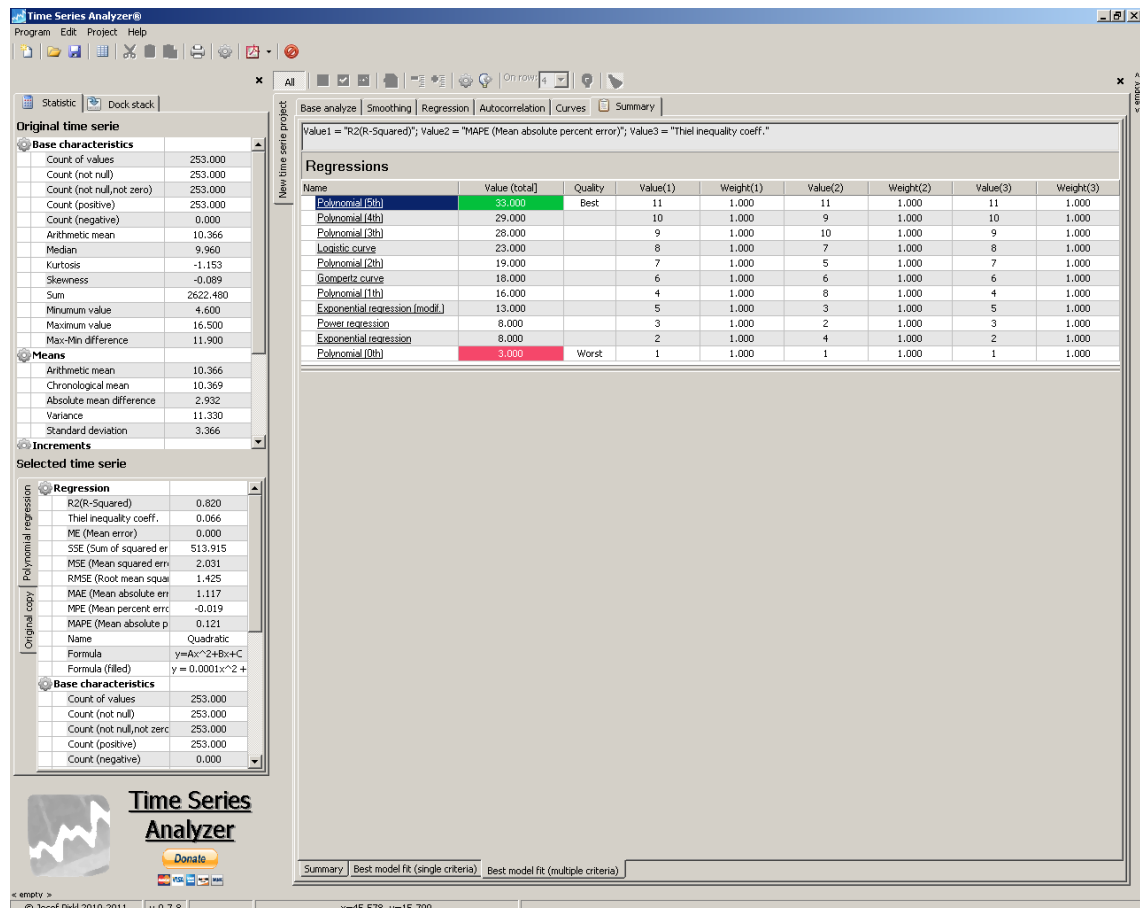 Time Series Analyzer®
Program Edit Project Help
All On row: 4
Statistic Dock stack
Base analyze Smoothing Regression Autocorrelation Curves Summary
< empty >
New time serie project
Original time serie
Base characteristics
Count of values 253.000
Count (not null) 253.000
Count (not null,not zero) 253.000
Count (positive) 253.000
Count (negative) 0.000
Arithmetic mean 10.366
Median 9.960
Kurtosis -1.153
Skewness -0.089
Sum 2622.480
Minumum value 4.600
Maximum value 16.500
Max-Min difference 11.900
Means
Arithmetic mean 10.366
Chronological mean 10.369
Absolute mean difference 2.932
Variance 11.330
Standard deviation 3.366
Increments
Selected time serie
Polynomial regression
Original copy
Regression
R2(R-Squared) 0.820
Thiel inequality coeff. 0.066
ME (Mean error) 0.000
SSE (Sum of squared er 513.915
MSE (Mean squared erre 2.031
RMSE (Root mean squar 1.425
MAE (Mean absolute err 1.117
MPE (Mean percent errc -0.019
MAPE (Mean absolute p 0.121
Name Quadratic
Formula y=Ax^2+Bx+C
Formula (filled) y = 0.0001x^2 +
Base characteristics
Count of values 253.000
Count (not null) 253.000
Count (not null,not zerc 253.000
Count (positive) 253.000
Count (negative) 0.000
Time Series
Analyzer
Donate
Value1 = "R2(R-Squared)"; Value2 = "MAPE (Mean absolute percent error)"; Value3 = "Thiel inequality coeff."
Regressions
Name Value (total] Quality Value(1) Weight(1) Value(2) Weight(2) Value(3) Weight(3)
Polynomial (5th) 33.000 Best 11 1.000 11 1.000 11 1.000
Polynomial (4th) 29.000 10 1.000 9 1.000 10 1.000
Polynomial (3th) 28.000 9 1.000 10 1.000 9 1.000
Logistic curve 23.000 8 1.000 7 1.000 8 1.000
Polynomial (2th) 19.000 7 1.000 5 1.000 7 1.000
Gompertz curve 18.000 6 1.000 6 1.000 6 1.000
Polynomial (1th) 16.000 4 1.000 8 1.000 4 1.000
Exponential regression (modif.) 13.000 5 1.000 3 1.000 5 1.000
Power regression 8.000 3 1.000 2 1.000 3 1.000
Exponential regression 8.000 2 1.000 4 1.000 2 1.000
Polynomial (0th) 3.000 Worst 1 1.000 1 1.000 1 1.000
Summary Best model fit (single criteria) Best model fit (multiple criteria)
< empty >
© Josef Pirkl 2010-2011 v 0.7.8 x=45.578, y=15.799